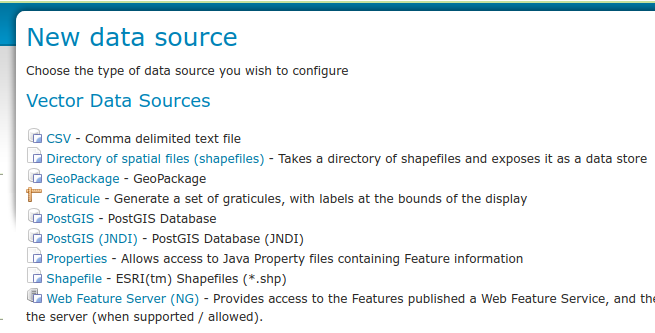 New data source
Choose the type of data source you wish to configure
Vector Data Sources
CSV - Comma delimited text file
Directory of spatial files (shapefiles) - Takes a directory of shapefiles and exposes it as a data store
GeoPackage - GeoPackage
Graticule - Generate a set of graticules, with labels at the bounds of the display
PostGIS - PostGIS Database
PostGIS (JNDI) - PostGIS Database (JNDI)
Properties - Allows access to Java Property files containing Feature information
Shapefile - ESRI(tm) Shapefiles (*.shp)
Web Feature Server (NG) - Provides access to the Features published a Web Feature Service, and the
the server (when supported / allowed).